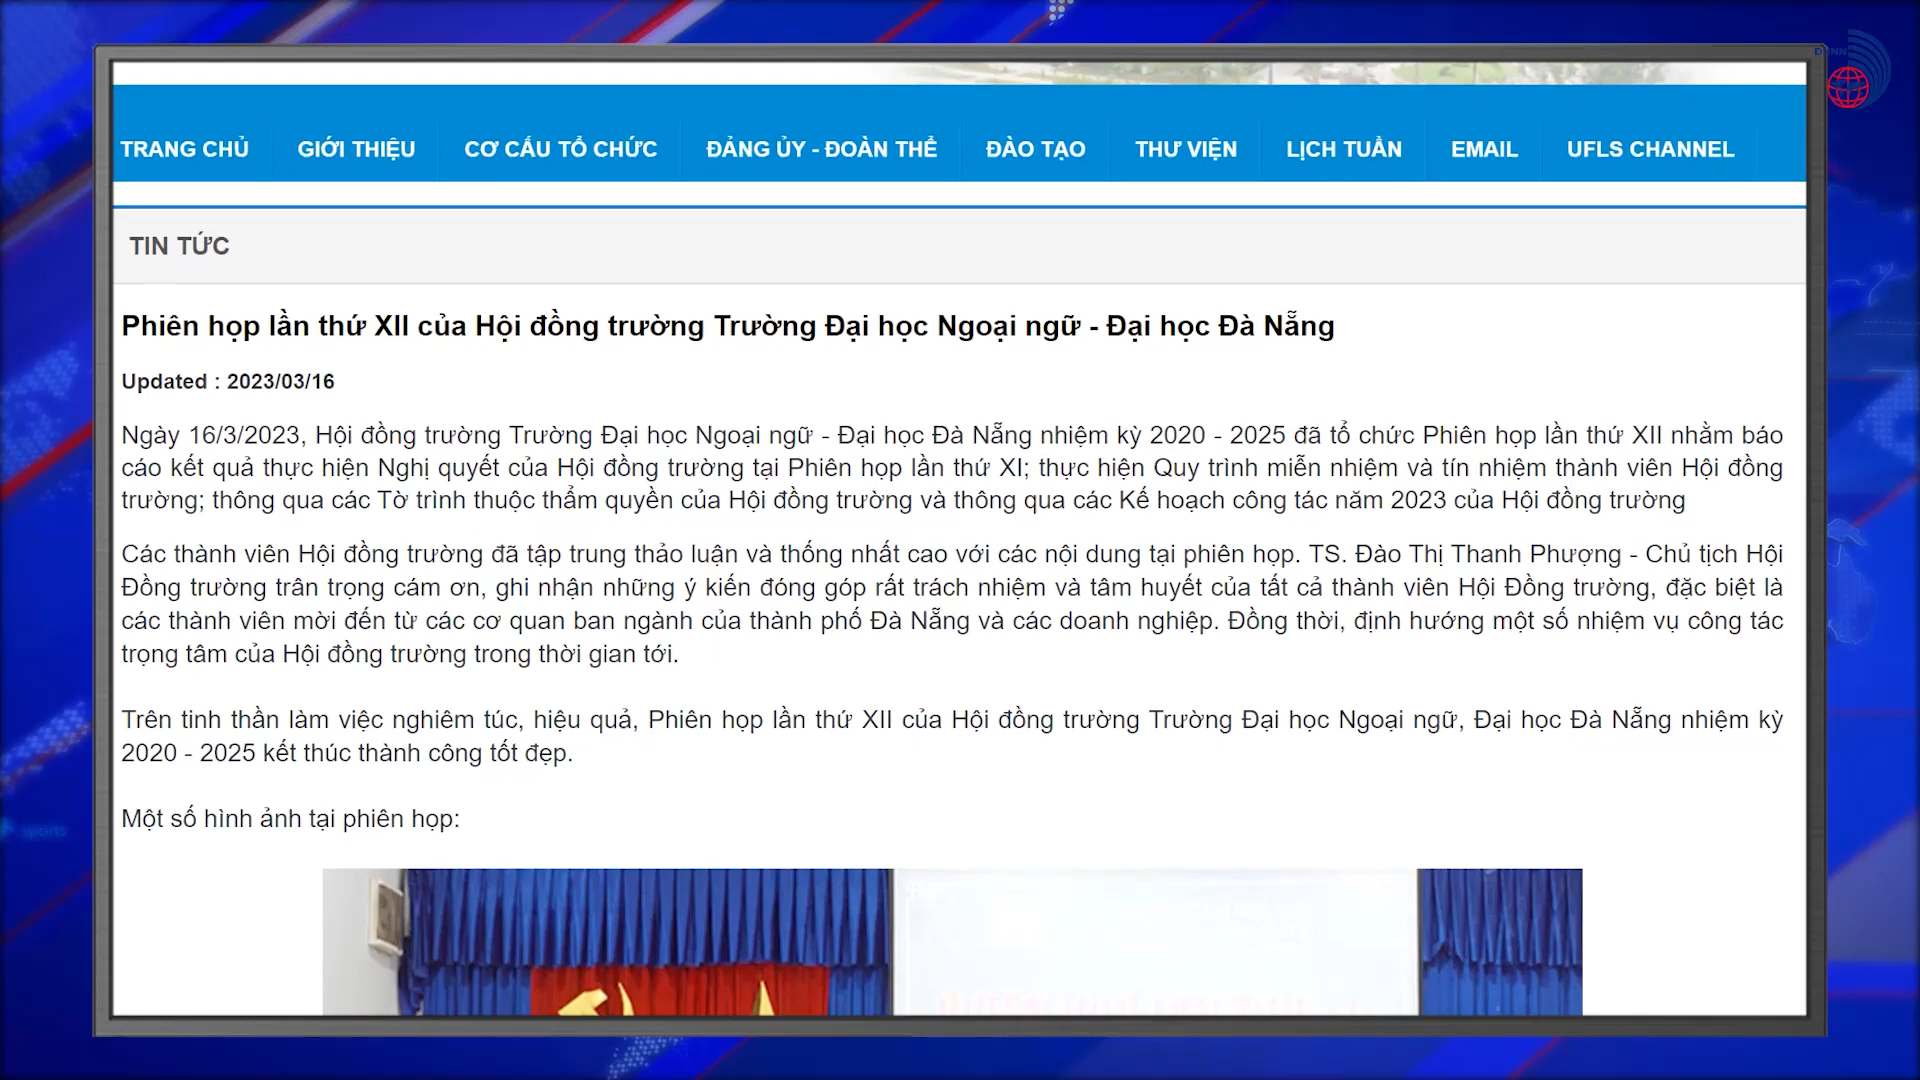 TRANG CHỦ GIỚI THIỆU CƠ CẤU TỔ CHỨC ĐẢNG ỦY - ĐOÀN THỂ ĐÀO TẠO THƯ VIỆN LỊCH TUẦN EMAIL UFLS CHANNEL
TIN TỨC
Phiên họp lần thứ XII của Hội đồng trường Trường Đại học Ngoại ngữ - Đại học Đà Nẵng
Updated : 2023/03/16
Ngày 16/3/2023, Hội đồng trường Trường Đại học Ngoại ngữ - Đại học Đà Nẵng nhiệm kỳ 2020 - 2025 đã tổ chức Phiên họp lần thứ XII nhằm báo
cáo kết quả thực hiện Nghị quyết của Hội đồng trường tại Phiên họp lần thứ XI; thực hiện Quy trình miễn nhiệm và tín nhiệm thành viên Hội đồng
trường; thông qua các Tờ trình thuộc thẩm quyền của Hội đồng trường và thông qua các Kế hoạch công tác năm 2023 của Hội đồng trường
Các thành viên Hội đồng trường đã tập trung thảo luận và thống nhất cao với các nội dung tại phiên họp. TS. Đào Thị Thanh Phượng - Chủ tịch Hội
Đồng trường trân trọng cám ơn, ghi nhận những ý kiến đóng góp rất trách nhiệm và tâm huyết của tất cả thành viên Hội Đồng trường, đặc biệt là
các thành viên mời đến từ các cơ quan ban ngành của thành phố Đà Nẵng và các doanh nghiệp. Đồng thời, định hướng một số nhiệm vụ công tác
trọng tâm của Hội đồng trường trong thời gian tới.
Trên tinh thần làm việc nghiêm túc, hiệu quả, Phiên họp lần thứ XII của Hội đồng trường Trường Đại học Ngoại ngữ, Đại học Đà Nẵng nhiệm kỳ
2020 - 2025 kết thúc thành công tốt đẹp.
Một số hình ảnh tại phiên họp:
sports